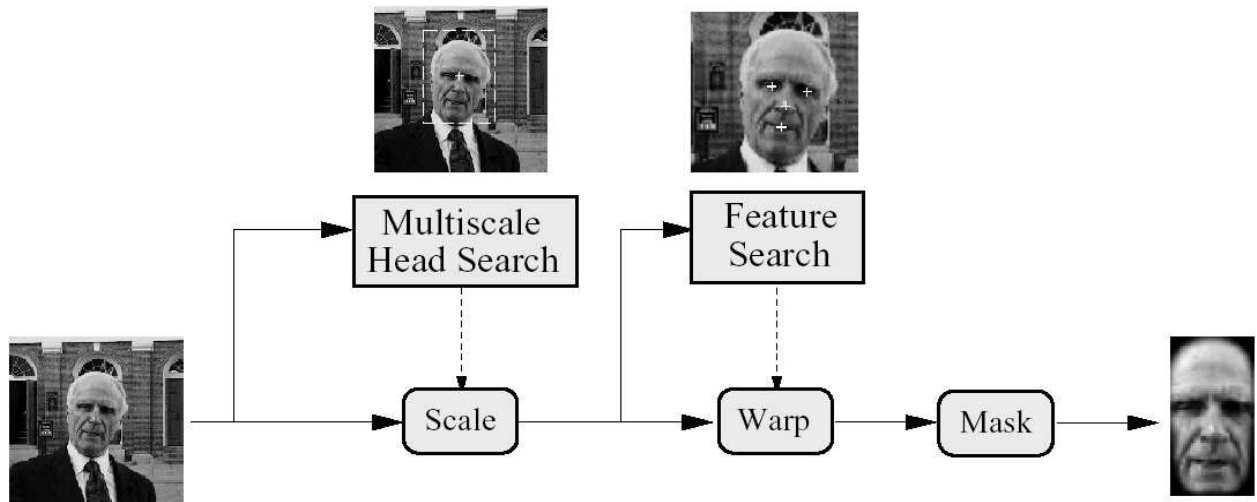 Multiscale
Head Search
Feature
Search
Scale
Warp
Mask